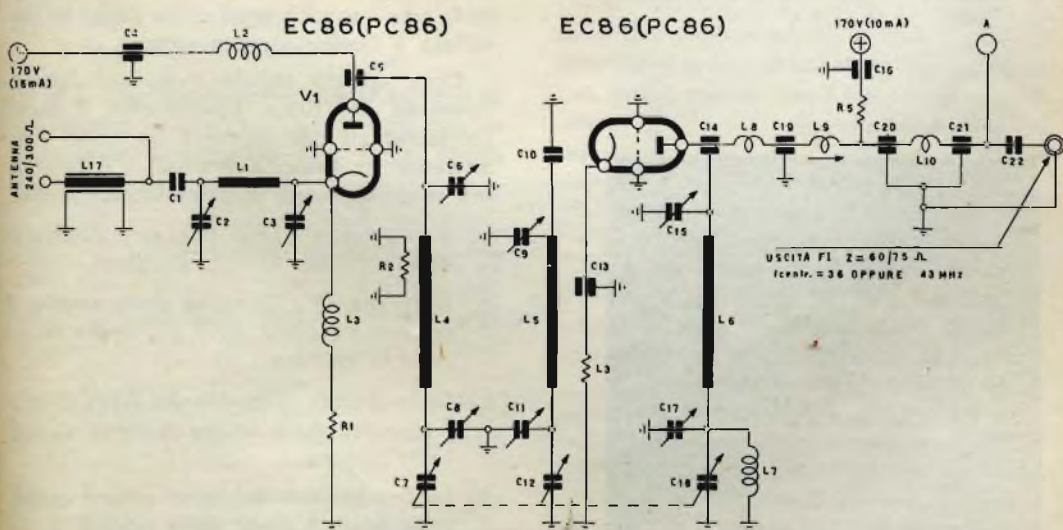 EC86(PC86)
EC86(PC86)
170V (10mA)
A
C4
L2
170V
(15mA)
C5
C16
V1
R5
C14
L8
C19
L9
C20
C21
L10
C22
C10
ANTENNA
240/300 Ω
L17
C1
L1
C2
C3
C6
C15
C9
R2
C13
USCITA FI Z = 60/75 Ω
fcentr. = 36 OPPURE 43 MHz
L3
L4
L5
L6
L3
R1
C8
C11
C17
C7
C12
C18
L7